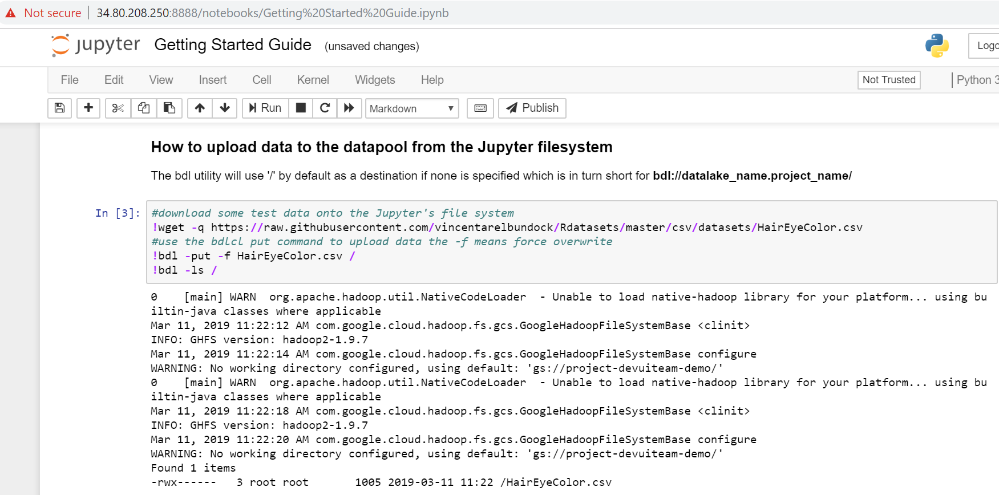 Not secure | 34.80.208.250:8888/notebooks/Getting%20Started%20Guide.ipynb
jupyter Getting Started Guide (unsaved changes)
Logo
File Edit View Insert Cell Kernel Widgets Help Not Trusted Python 3
Run Markdown Publish
How to upload data to the datapool from the Jupyter filesystem
The bdl utility will use '/' by default as a destination if none is specified which is in turn short for bdl://datalake_name.project_name/
In [3]: #download some test data onto the Jupyter's file system
!wget -q https://raw.githubusercontent.com/vincentarelbundock/Rdatasets/master/csv/datasets/HairEyeColor.csv
#use the bdlcl put command to upload data the -f means force overwrite
!bdl -put -f HairEyeColor.csv /
!bdl -ls /
0    [main] WARN  org.apache.hadoop.util.NativeCodeLoader  - Unable to load native-hadoop library for your platform... using bu
iltin-java classes where applicable
Mar 11, 2019 11:22:12 AM com.google.cloud.hadoop.fs.gcs.GoogleHadoopFileSystemBase <clinit>
INFO: GHFS version: hadoop2-1.9.7
Mar 11, 2019 11:22:14 AM com.google.cloud.hadoop.fs.gcs.GoogleHadoopFileSystemBase configure
WARNING: No working directory configured, using default: 'gs://project-devuiteam-demo/'
0    [main] WARN  org.apache.hadoop.util.NativeCodeLoader  - Unable to load native-hadoop library for your platform... using bu
iltin-java classes where applicable
Mar 11, 2019 11:22:18 AM com.google.cloud.hadoop.fs.gcs.GoogleHadoopFileSystemBase <clinit>
INFO: GHFS version: hadoop2-1.9.7
Mar 11, 2019 11:22:20 AM com.google.cloud.hadoop.fs.gcs.GoogleHadoopFileSystemBase configure
WARNING: No working directory configured, using default: 'gs://project-devuiteam-demo/'
Found 1 items
-rwx------   3 root root       1005 2019-03-11 11:22 /HairEyeColor.csv